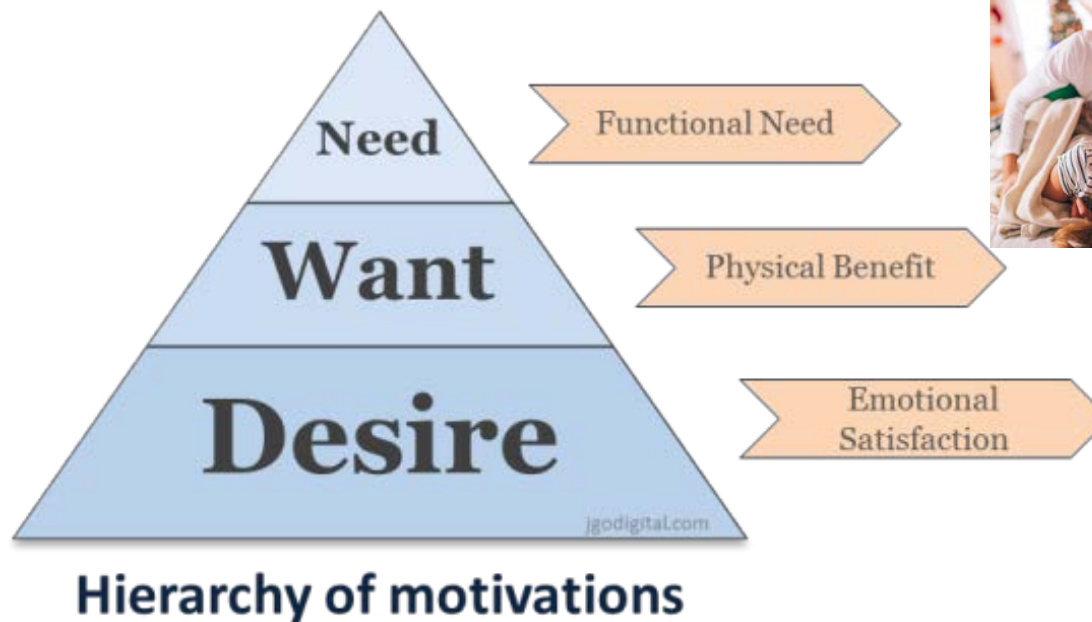 Need
Functional Need
Want
Physical Benefit
Desire
Emotional
Satisfaction
jgodigital.com
Hierarchy of motivations